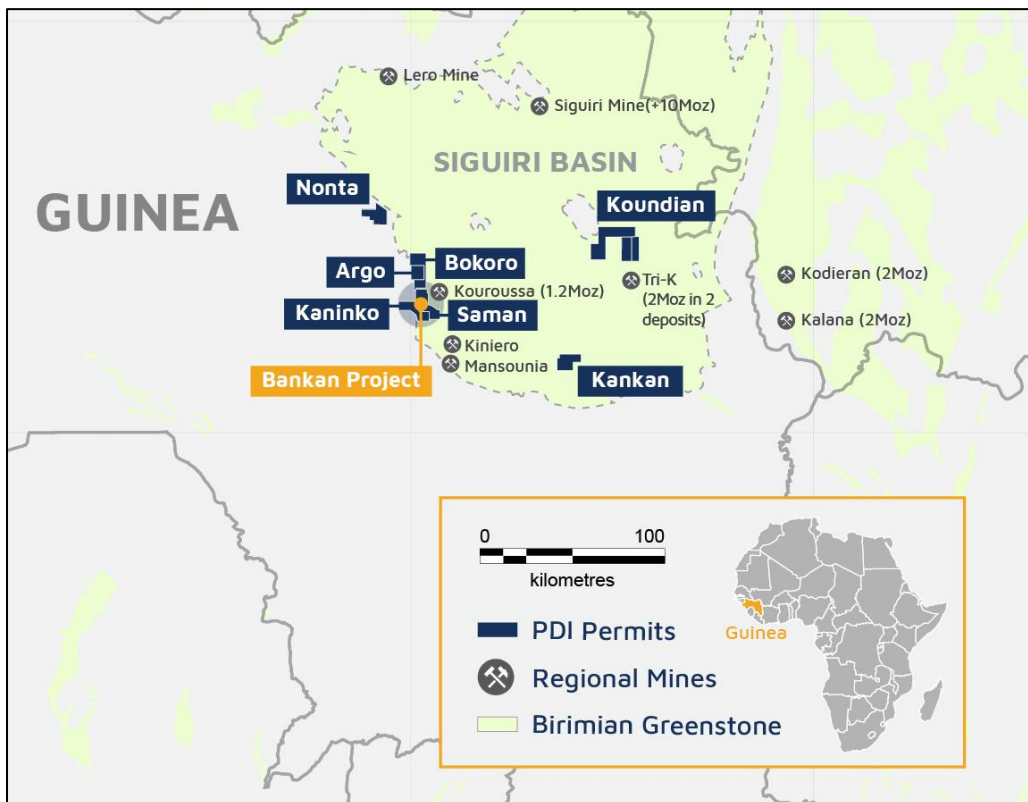 Lero Mine
Siguiri Mine(+10Moz)
SIGUIRI BASIN
Nonta
Koundian
GUINEA
Bokoro
Argo
Kodieran (2Moz)
Tri-K
(2Moz in 2
deposits)
Kouroussa (1.2Moz)
Kaninko
Saman
Kalana (2Moz)
Kiniero
Mansounia
Bankan Project
Kankan
0 100
kilometres
PDI Permits
Guinea
Regional Mines
Birimian Greenstone